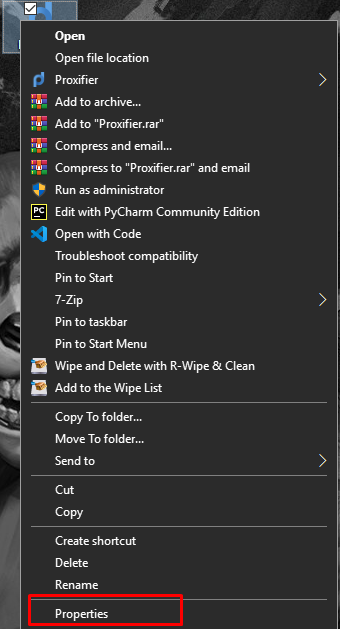 Open
Open file location
Proxifier
Add to archive...
Add to "Proxifier.rar"
Compress and email...
Compress to "Proxifier.rar" and email
Run as administrator
Edit with PyCharm Community Edition
Open with Code
Troubleshoot compatibility
Pin to Start
7-Zip
Pin to taskbar
Pin to Start Menu
Wipe and Delete with R-Wipe & Clean
Add to the Wipe List
Copy To folder...
Move To folder...
Send to
Cut
Copy
Create shortcut
Delete
Rename
Properties